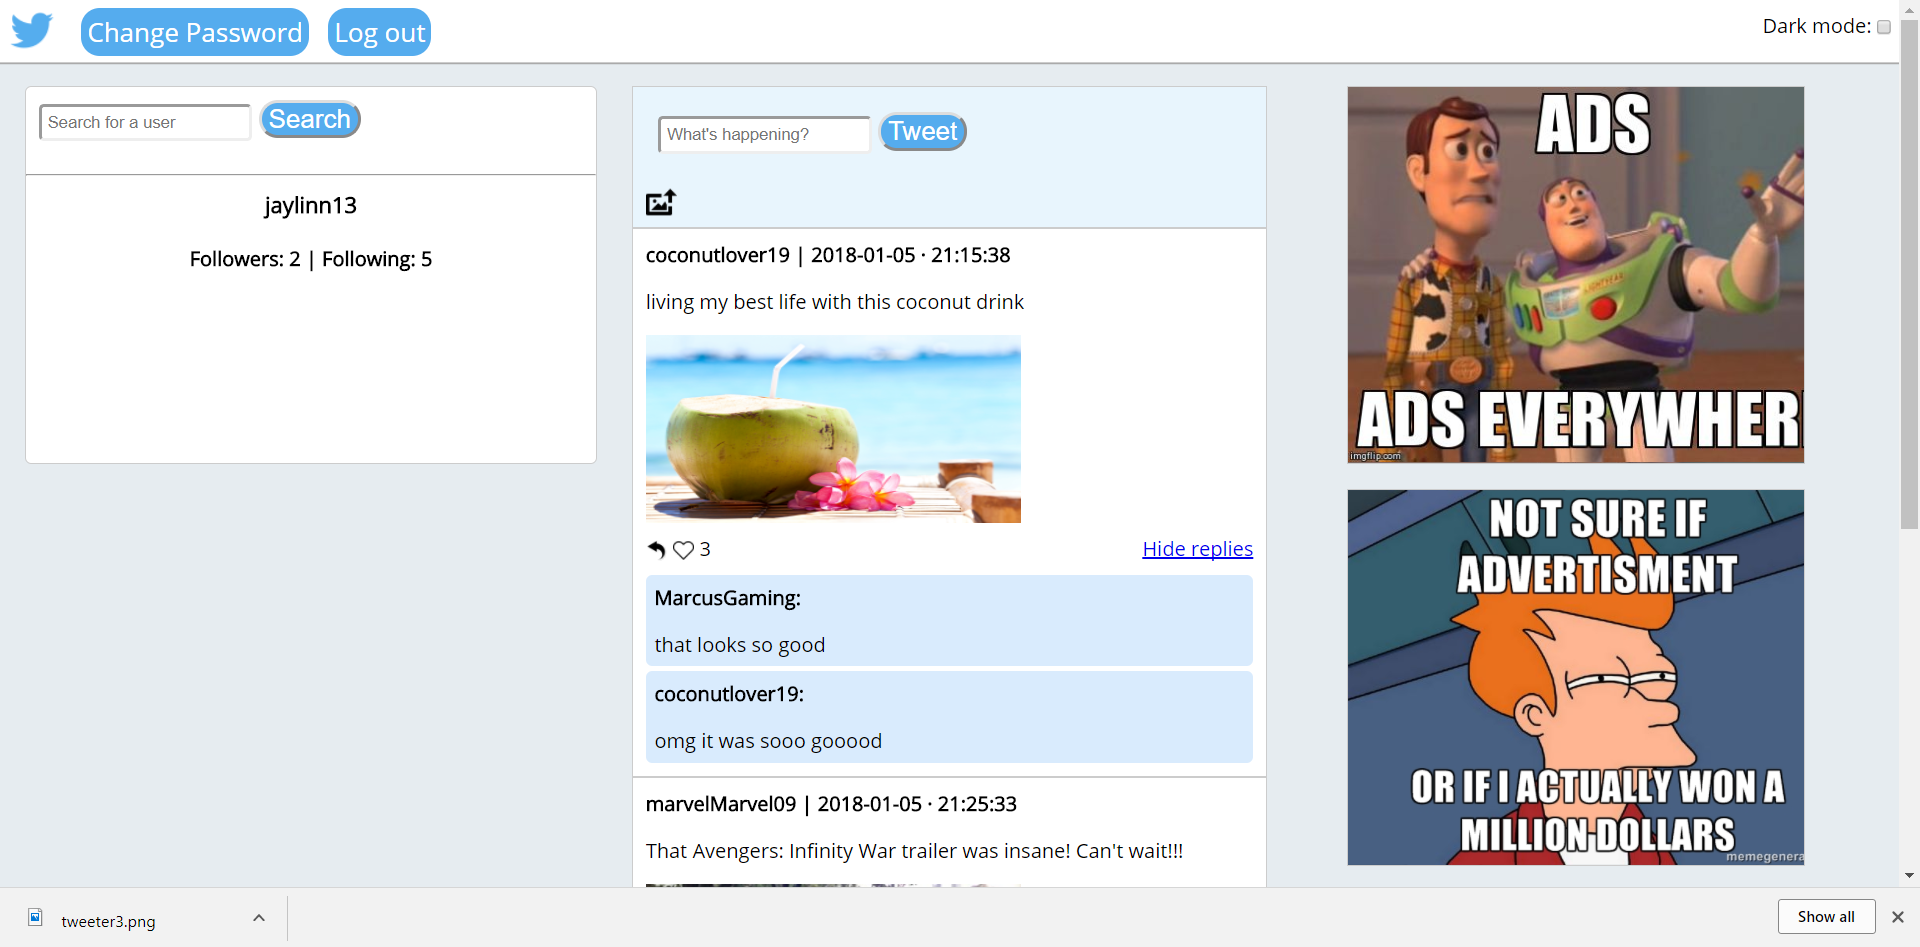 Change Password
Log out
Dark mode:
Search for a user
Search
jaylinn13
Followers: 2 | Following: 5
What's happening?
Tweet
coconutlover19 | 2018-01-05 · 21:15:38
living my best life with this coconut drink
3
Hide replies
MarcusGaming:
that looks so good
coconutlover19:
omg it was sooo gooood
marvelMarvel09 | 2018-01-05 · 21:25:33
That Avengers: Infinity War trailer was insane! Can't wait!!!
ADS
LIGHTYEAR
ADS EVERYWHER
imgflip.com
NOT SURE IF
ADVERTISMENT
OR IF I ACTUALLY WON A
MILLION DOLLARS
memegenera
tweeter3.png
Show all